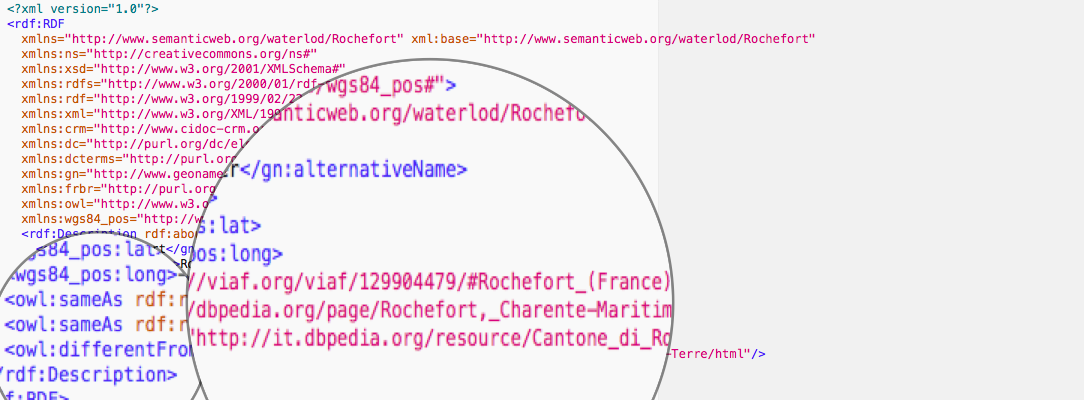 <?xml version="1.0"?>
<rdf:RDF
xmlns="http://www.semanticweb.org/waterlod/Rochefort" xml:base="http://www.semanticweb.org/waterlod/Rochefort"
xmlns:ns="http://creativecommons.org/ns#"
xmlns:xsd="http://www.w3.org/2001/XMLSchema#"
xmlns:rdfs="http://www.w3.org/2000/01/rdf-
xmlns:rdf="http://www.w3.org/1999/02/22
xmlns:xml="http://www.w3.org/XML/199
xmlns:crm="http://www.cidoc-crm.o
xmlns:dc="http://purl.org/dc/el
xmlns:dcterms="http://purl.org
xmlns:gn="http://www.geoname
xmlns:frbr="http://purl.org
xmlns:owl="http://www.w3.o
xmlns:wgs84_pos="http://w
<rdf:Description rdf:abo
t</gn
/wgs84_pos#">
anticweb.org/waterlod/Rochefo
r</gn:alternativeName>
>
s:lat>
pos:long>
//viaf.org/viaf/129904479/#Rochefort_(France)
/dbpedia.org/page/Rochefort,_Charente-Maritim
"http://it.dbpedia.org/resource/Cantone_di_Ro
-Terre/html"/>
gs84_pos:lat>
wgs84_pos:long>
<owl:sameAs rdf:r
<owl:sameAs rdf:r
<owl:differentFro
/rdf:Description>
f:RDF>